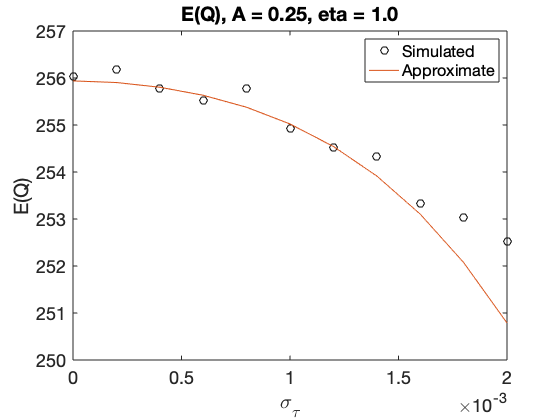 E(Q), A = 0.25, eta = 1.0
257
256
255
254
253
252
251
250
E(Q)
Simulated
Approximate
0 0.5 1 1.5 2
×10⁻³
σ_τ